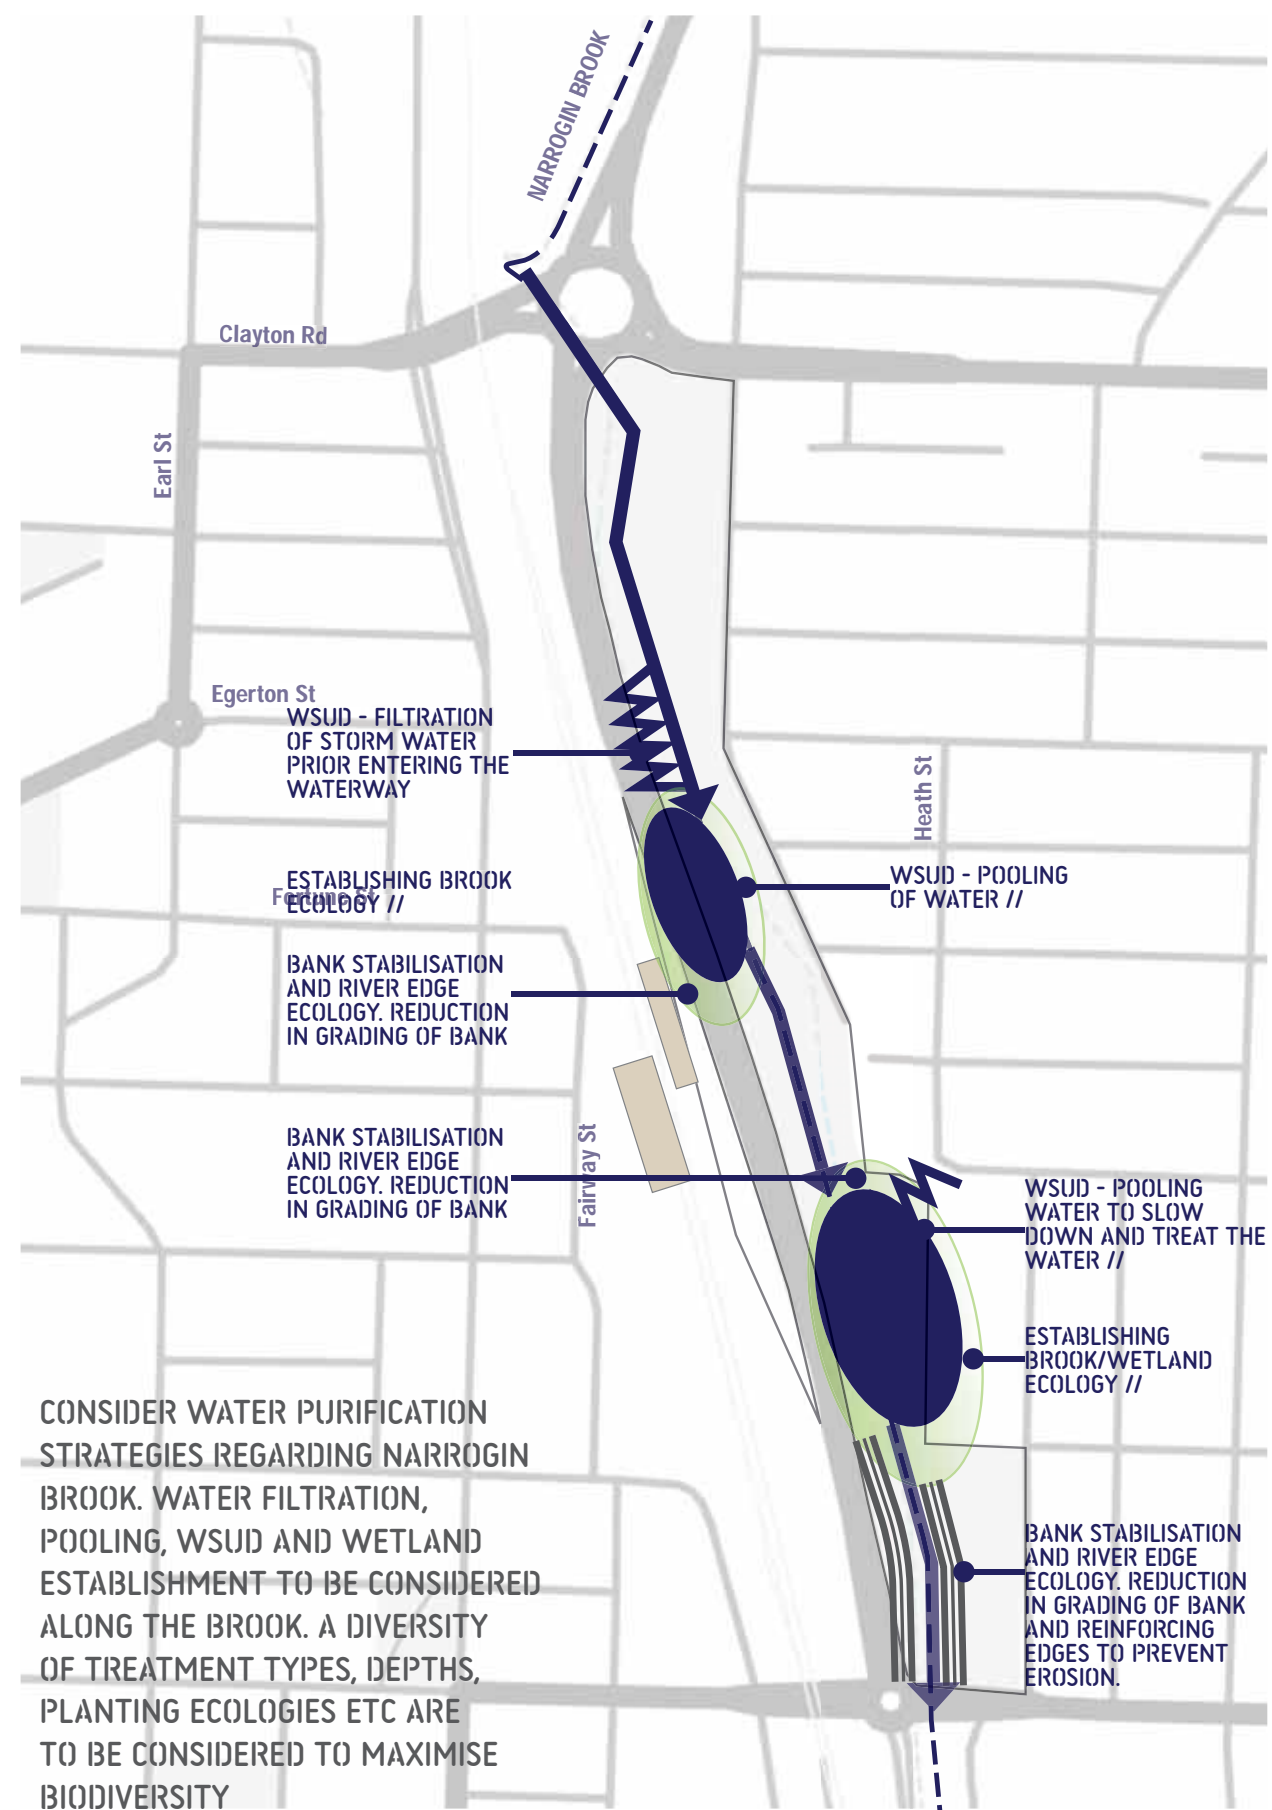 NARROGIN BROOK
Clayton Rd
Earl St
Egerton St
WSUD - FILTRATION
OF STORM WATER
PRIOR ENTERING THE
WATERWAY
Heath St
ESTABLISHING BROOK
ECOLOGY //
Fortune St
WSUD - POOLING
OF WATER //
BANK STABILISATION
AND RIVER EDGE
ECOLOGY. REDUCTION
IN GRADING OF BANK
BANK STABILISATION
AND RIVER EDGE
ECOLOGY. REDUCTION
IN GRADING OF BANK
Fairway St
WSUD - POOLING
WATER TO SLOW
DOWN AND TREAT THE
WATER //
ESTABLISHING
BROOK/WETLAND
ECOLOGY //
CONSIDER WATER PURIFICATION
STRATEGIES REGARDING NARROGIN
BROOK. WATER FILTRATION,
POOLING, WSUD AND WETLAND
ESTABLISHMENT TO BE CONSIDERED
ALONG THE BROOK. A DIVERSITY
OF TREATMENT TYPES, DEPTHS,
PLANTING ECOLOGIES ETC ARE
TO BE CONSIDERED TO MAXIMISE
BIODIVERSITY
BANK STABILISATION
AND RIVER EDGE
ECOLOGY. REDUCTION
IN GRADING OF BANK
AND REINFORCING
EDGES TO PREVENT
EROSION.